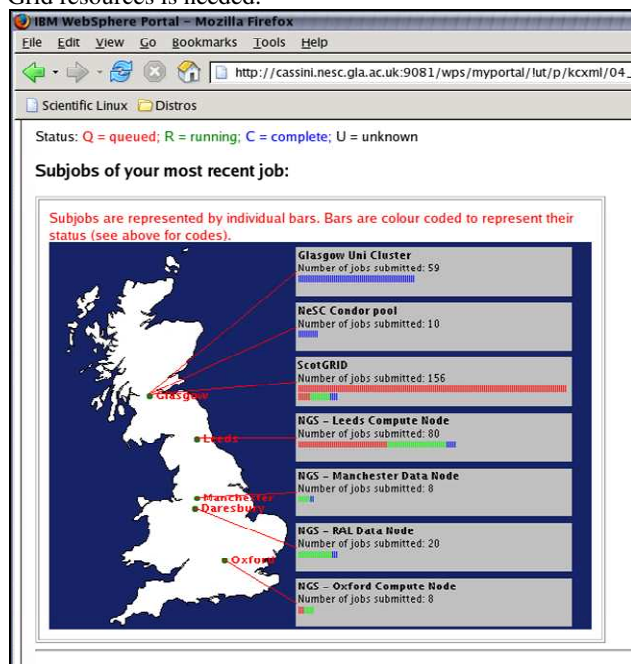 Grid resources is needed.
IBM WebSphere Portal - Mozilla Firefox
File Edit View Go Bookmarks Tools Help
http://cassini.nesc.gla.ac.uk:9081/wps/myportal/!ut/p/kcxml/04_
Scientific Linux Distros
Status: Q = queued; R = running; C = complete; U = unknown
Subjobs of your most recent job:
Subjobs are represented by individual bars. Bars are colour coded to represent their
status (see above for codes).
Glasgow Uni Cluster
Number of jobs submitted: 59
NeSC Condor pool
Number of jobs submitted: 10
ScotGRID
Number of jobs submitted: 156
NGS - Leeds Compute Node
Number of jobs submitted: 80
NGS - Manchester Data Node
Number of jobs submitted: 8
NGS - RAL Data Node
Number of jobs submitted: 20
NGS - Oxford Compute Node
Number of jobs submitted: 8
Glasgow
Leeds
Manchester
Daresbury
Oxford